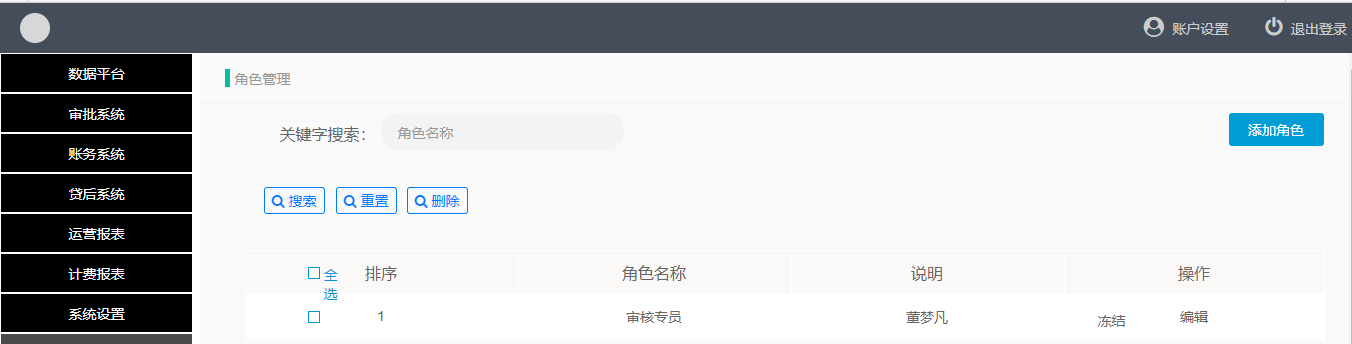 账户设置 退出登录
数据平台
审批系统
账务系统
贷后系统
运营报表
计费报表
系统设置
角色管理
关键字搜索： 角色名称
添加角色
搜索 重置 删除
全选 排序 角色名称 说明 操作
1 审核专员 董梦凡 冻结 编辑